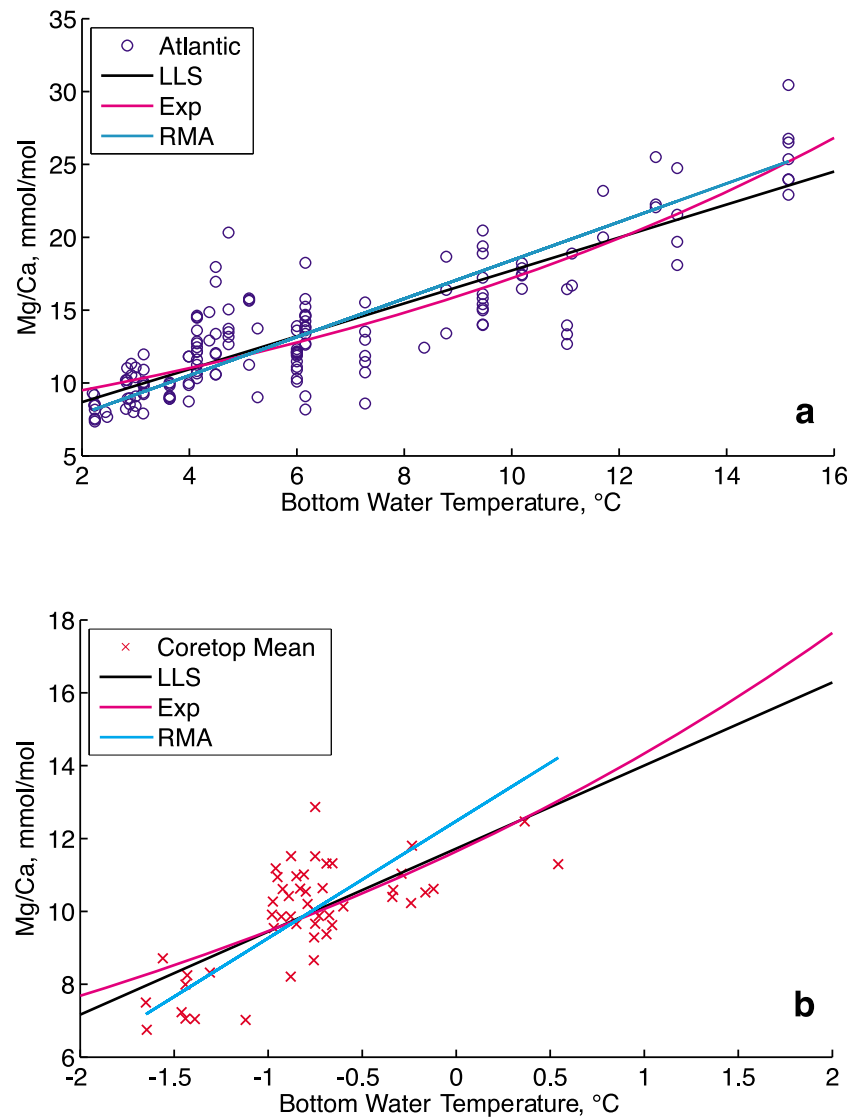 35
30
25
20
15
10
5
Mg/Ca, mmol/mol
Atlantic
LLS
Exp
RMA
a
2 4 6 8 10 12 14 16
Bottom Water Temperature, °C
18
16
14
12
10
8
6
Mg/Ca, mmol/mol
Coretop Mean
LLS
Exp
RMA
b
-2 -1.5 -1 -0.5 0 0.5 1 1.5 2
Bottom Water Temperature, °C